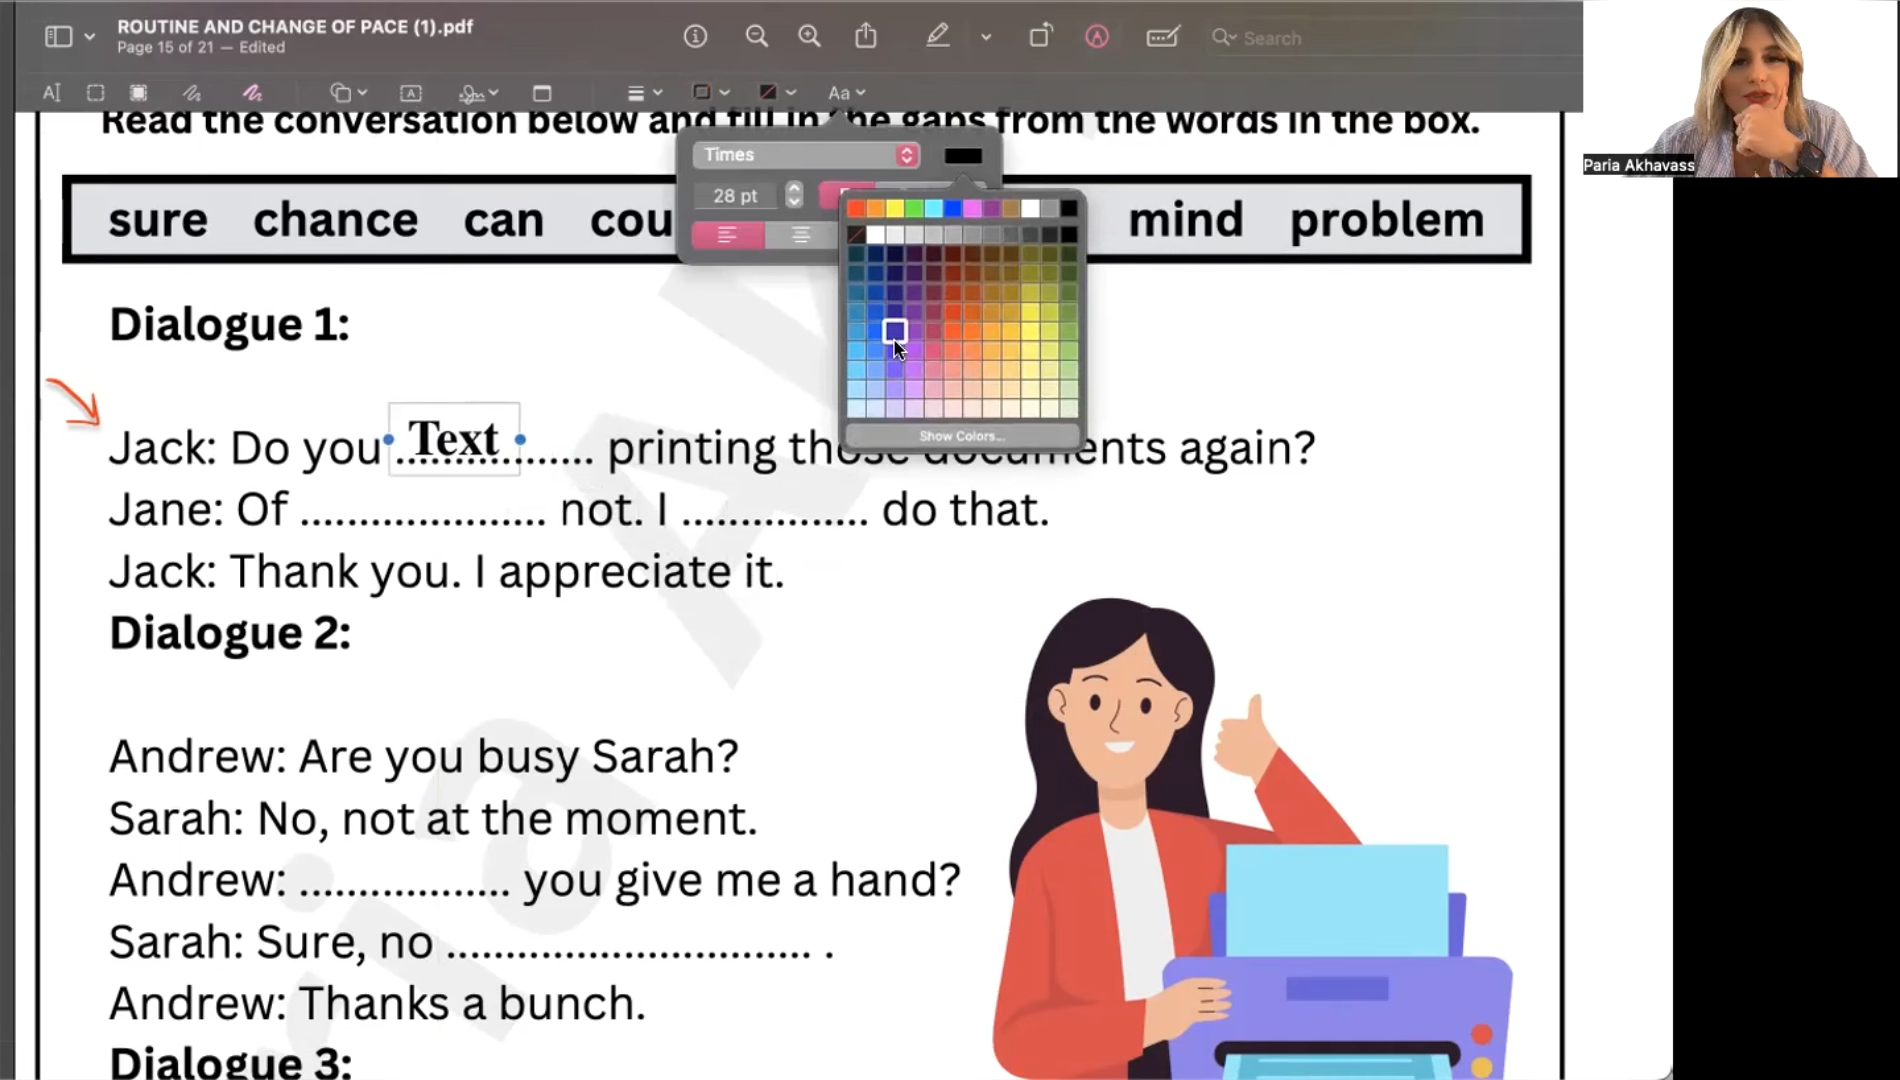 ROUTINE AND CHANGE OF PACE (1).pdf
Page 15 of 21 — Edited
Search
Aa
Read the conversation below and fill in the gaps from the words in the box.
Times
28 pt
Show Colors...
Paria Akhavass
sure chance can cou mind problem
Dialogue 1:
Text
Jack: Do you ................. printing those documents again?
Jane: Of ..................... not. I ................ do that.
Jack: Thank you. I appreciate it.
Dialogue 2:
Andrew: Are you busy Sarah?
Sarah: No, not at the moment.
Andrew: .................. you give me a hand?
Sarah: Sure, no ............................... .
Andrew: Thanks a bunch.
Dialogue 3: